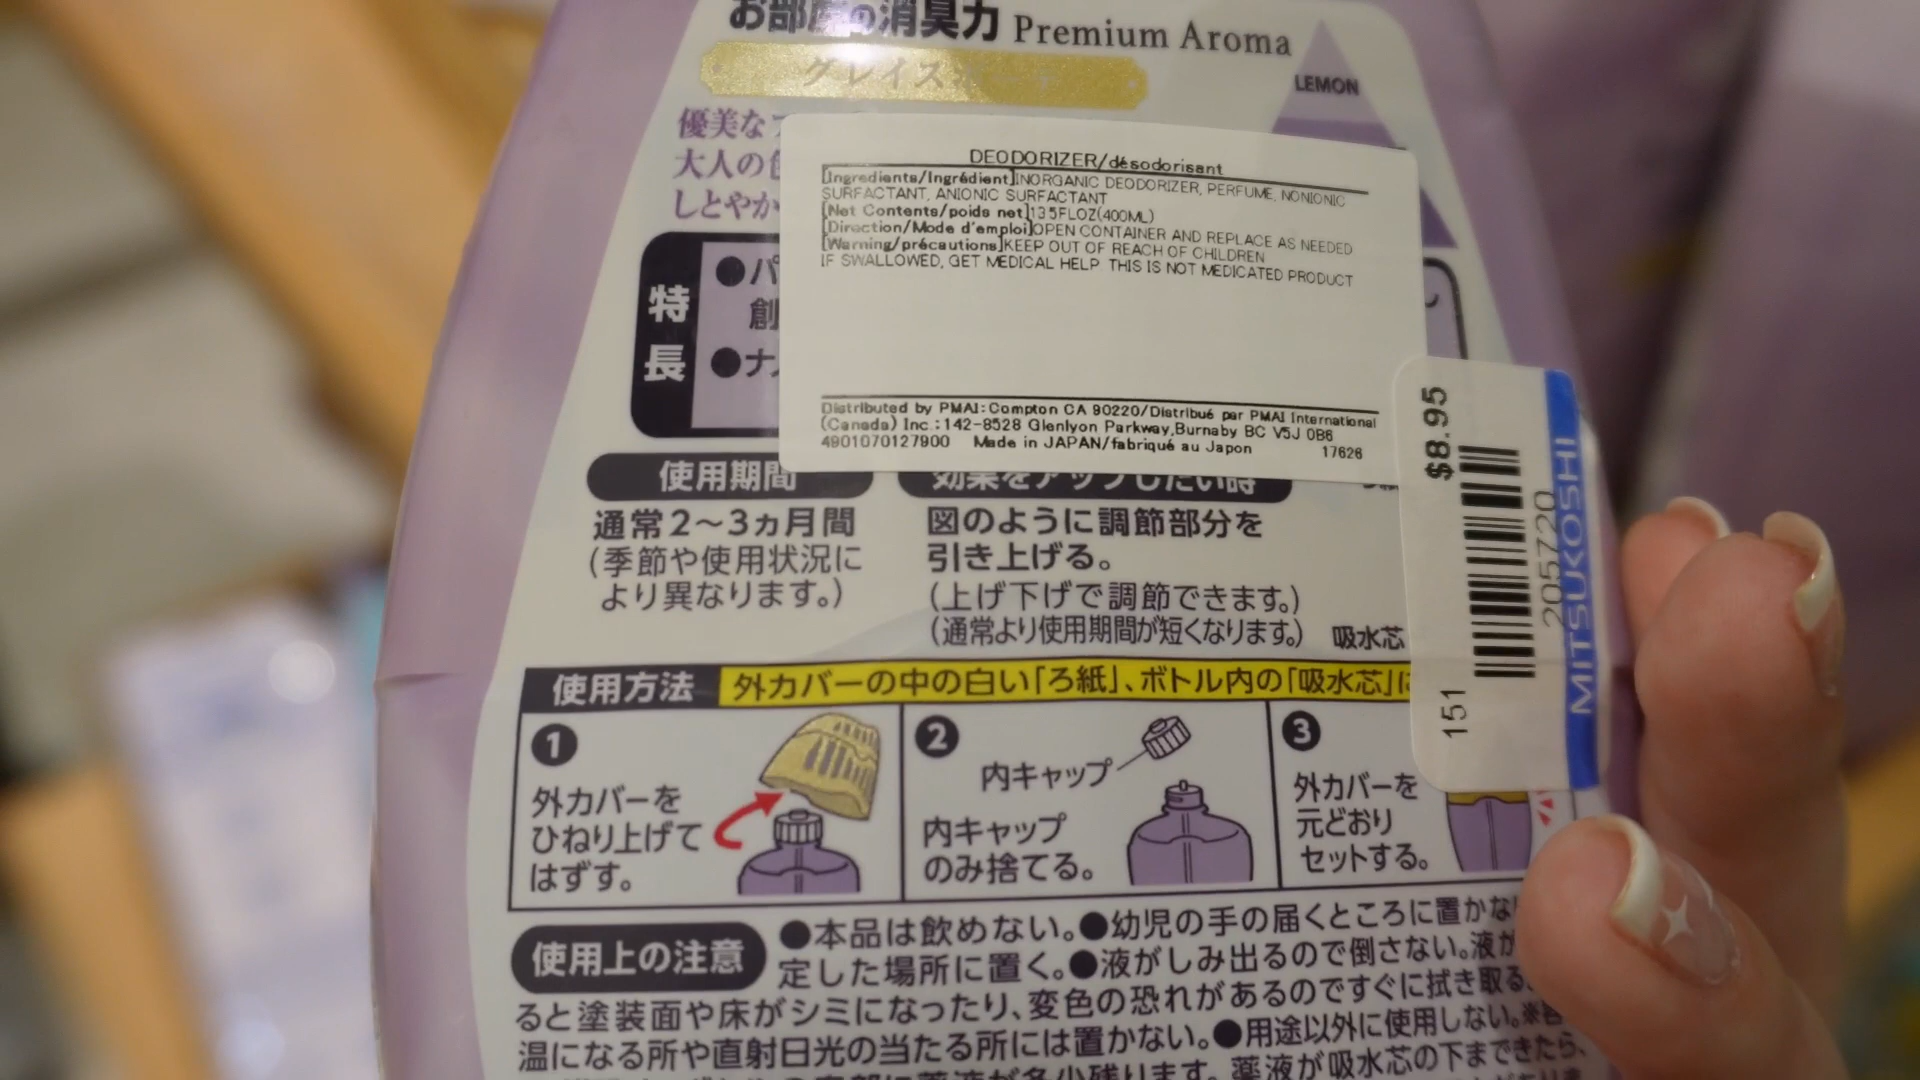 お部屋の消臭力 Premium Aroma
グレイス
LEMON
優美な
大人の
しとやか
DEODORIZER/désodorisant
[Ingredients/Ingrédient]INORGANIC DEODORIZER, PERFUME, NONIONIC
SURFACTANT, ANIONIC SURFACTANT
[Net Contents/poids net]13.5FLOZ(400ML)
[Direction/Mode d'emploi]OPEN CONTAINER AND REPLACE AS NEEDED
[Warning/précautions]KEEP OUT OF REACH OF CHILDREN
IF SWALLOWED, GET MEDICAL HELP THIS IS NOT MEDICATED PRODUCT
Distributed by PMAI:Compton CA 90220/Distribué par PMAI International
(Canada) Inc.:142-8528 Glenlyon Parkway,Burnaby BC V5J 0B6
4901070127900 Made in JAPAN/fabriqué au Japon 17626
特長
●パ
創
●ナ
$8.95
205720
151
MITSUKOSHI
使用期間
通常2～3ヵ月間
(季節や使用状況に
より異なります。)
効果をアップしたい時
図のように調節部分を
引き上げる。
(上げ下げで調節できます。)
(通常より使用期間が短くなります。)
吸水芯
使用方法 外カバーの中の白い「ろ紙」、ボトル内の「吸水芯」に
1
外カバーを
ひねり上げて
はずす。
2
内キャップ
内キャップ
のみ捨てる。
3
外カバーを
元どおり
セットする。
使用上の注意 ●本品は飲めない。●幼児の手の届くところに置かな
定した場所に置く。●液がしみ出るので倒さない。液が
ると塗装面や床がシミになったり、変色の恐れがあるのですぐに拭き取る
温になる所や直射日光の当たる所には置かない。●用途以外に使用しない。※容
薬液が吸水芯の下まできたら、